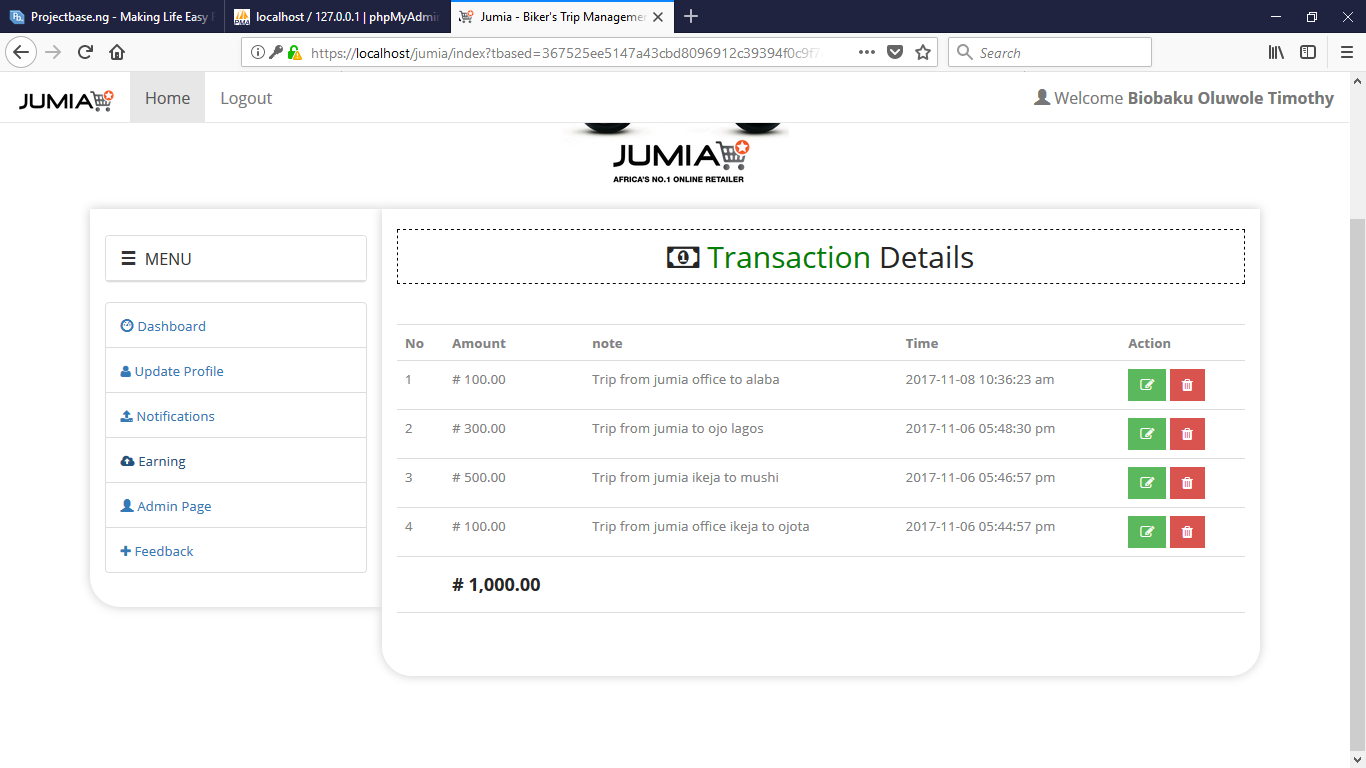 Projectbase.ng - Making Life Easy
localhost / 127.0.0.1 | phpMyAdmi
Jumia - Biker's Trip Manageme
https://localhost/jumia/index?tbased=367525ee5147a43cbd8096912c39394f0c9f
Search
JUMIA
Home
Logout
Welcome Biobaku Oluwole Timothy
JUMIA
AFRICA'S NO.1 ONLINE RETAILER
MENU
Dashboard
Update Profile
Notifications
Earning
Admin Page
Feedback
Transaction Details
No Amount note Time Action
1 # 100.00 Trip from jumia office to alaba 2017-11-08 10:36:23 am
2 # 300.00 Trip from jumia to ojo lagos 2017-11-06 05:48:30 pm
3 # 500.00 Trip from jumia ikeja to mushi 2017-11-06 05:46:57 pm
4 # 100.00 Trip from jumia office ikeja to ojota 2017-11-06 05:44:57 pm
# 1,000.00